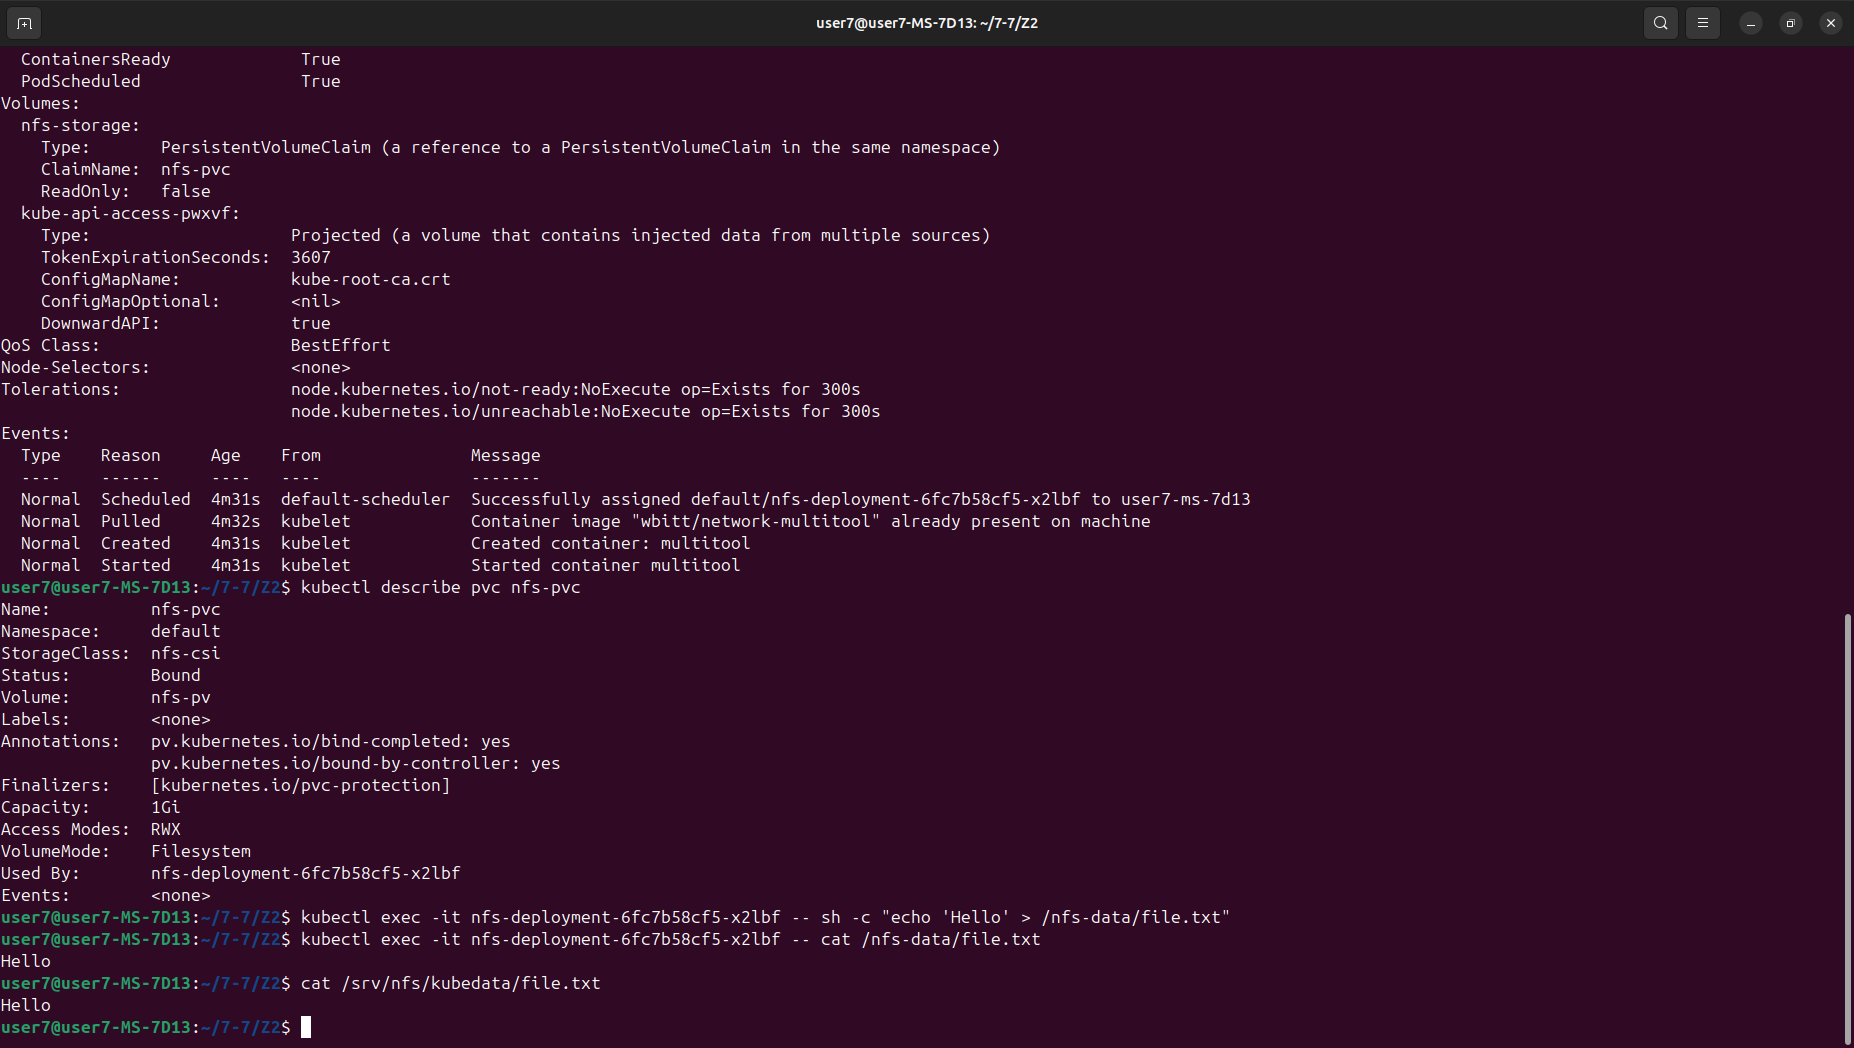 user7@user7-MS-7D13: ~/7-7/Z2
  ContainersReady                True
  PodScheduled                   True
Volumes:
  nfs-storage:
    Type:       PersistentVolumeClaim (a reference to a PersistentVolumeClaim in the same namespace)
    ClaimName:  nfs-pvc
    ReadOnly:   false
  kube-api-access-pwxvf:
    Type:                    Projected (a volume that contains injected data from multiple sources)
    TokenExpirationSeconds:  3607
    ConfigMapName:           kube-root-ca.crt
    ConfigMapOptional:       <nil>
    DownwardAPI:             true
QoS Class:                   BestEffort
Node-Selectors:              <none>
Tolerations:                 node.kubernetes.io/not-ready:NoExecute op=Exists for 300s
                             node.kubernetes.io/unreachable:NoExecute op=Exists for 300s
Events:
  Type    Reason     Age    From               Message
  ----    ------     ----   ----               -------
  Normal  Scheduled  4m31s  default-scheduler  Successfully assigned default/nfs-deployment-6fc7b58cf5-x2lbf to user7-ms-7d13
  Normal  Pulled     4m32s  kubelet            Container image "wbitt/network-multitool" already present on machine
  Normal  Created    4m31s  kubelet            Created container: multitool
  Normal  Started    4m31s  kubelet            Started container multitool
user7@user7-MS-7D13:~/7-7/Z2$ kubectl describe pvc nfs-pvc
Name:          nfs-pvc
Namespace:     default
StorageClass:  nfs-csi
Status:        Bound
Volume:        nfs-pv
Labels:        <none>
Annotations:   pv.kubernetes.io/bind-completed: yes
               pv.kubernetes.io/bound-by-controller: yes
Finalizers:    [kubernetes.io/pvc-protection]
Capacity:      1Gi
Access Modes:  RWX
VolumeMode:    Filesystem
Used By:       nfs-deployment-6fc7b58cf5-x2lbf
Events:        <none>
user7@user7-MS-7D13:~/7-7/Z2$ kubectl exec -it nfs-deployment-6fc7b58cf5-x2lbf -- sh -c "echo 'Hello' > /nfs-data/file.txt"
user7@user7-MS-7D13:~/7-7/Z2$ kubectl exec -it nfs-deployment-6fc7b58cf5-x2lbf -- cat /nfs-data/file.txt
Hello
user7@user7-MS-7D13:~/7-7/Z2$ cat /srv/nfs/kubedata/file.txt
Hello
user7@user7-MS-7D13:~/7-7/Z2$